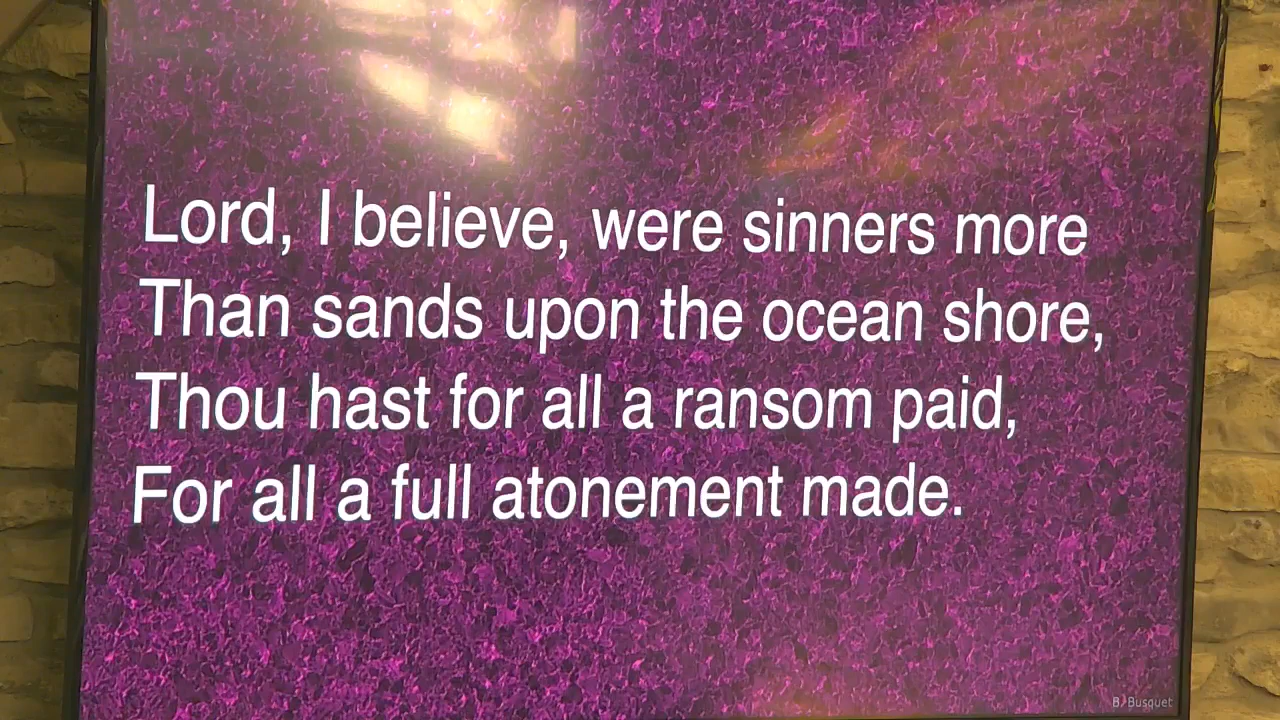 Lord, I believe, were sinners more
Than sands upon the ocean shore,
Thou hast for all a ransom paid,
For all a full atonement made.
B. Busquet